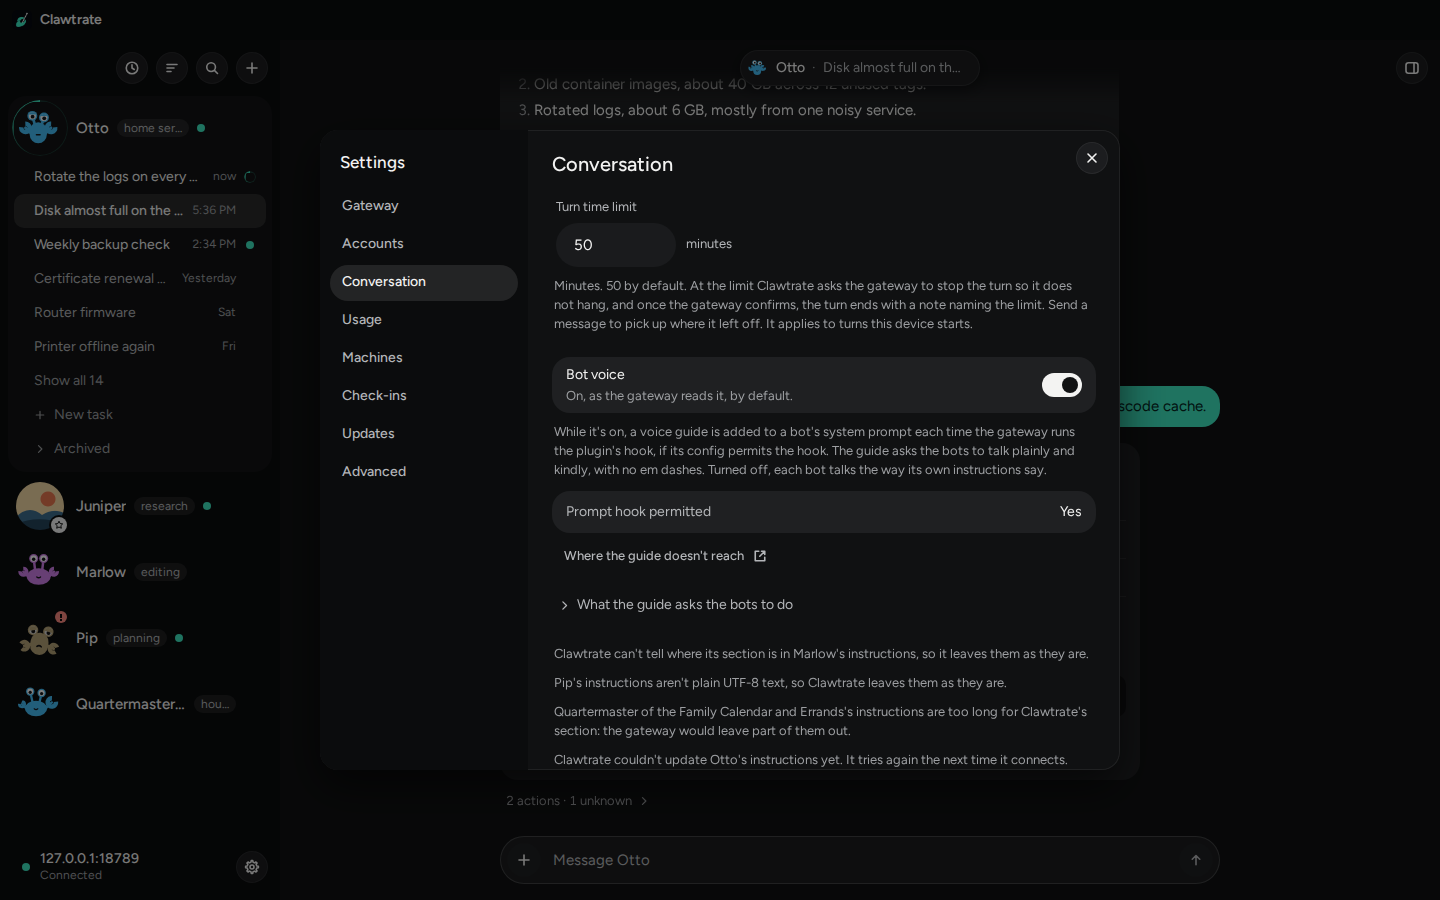 Clawtrate
Otto · Disk almost full on th...
2. Old container images, about 40 GB across 12 unused tags.
3. Rotated logs, about 6 GB, mostly from one noisy service.
Otto home ser...
Rotate the logs on every ... now
Disk almost full on the ... 5:36 PM
Weekly backup check 2:34 PM
Certificate renewal ... Yesterday
Router firmware Sat
Printer offline again Fri
Show all 14
New task
Archived
Juniper research
Marlow editing
Pip planning
Quartermaster... hou...
127.0.0.1:18789
Connected
Settings
Gateway
Accounts
Conversation
Usage
Machines
Check-ins
Updates
Advanced
Conversation
Turn time limit
50 minutes
Minutes. 50 by default. At the limit Clawtrate asks the gateway to stop the turn so it does
not hang, and once the gateway confirms, the turn ends with a note naming the limit. Send a
message to pick up where it left off. It applies to turns this device starts.
Bot voice
On, as the gateway reads it, by default.
While it's on, a voice guide is added to a bot's system prompt each time the gateway runs
the plugin's hook, if its config permits the hook. The guide asks the bots to talk plainly and
kindly, with no em dashes. Turned off, each bot talks the way its own instructions say.
Prompt hook permitted Yes
Where the guide doesn't reach
What the guide asks the bots to do
Clawtrate can't tell where its section is in Marlow's instructions, so it leaves them as they are.
Pip's instructions aren't plain UTF-8 text, so Clawtrate leaves them as they are.
Quartermaster of the Family Calendar and Errands's instructions are too long for Clawtrate's
section: the gateway would leave part of them out.
Clawtrate couldn't update Otto's instructions yet. It tries again the next time it connects.
scode cache.
2 actions · 1 unknown
Message Otto